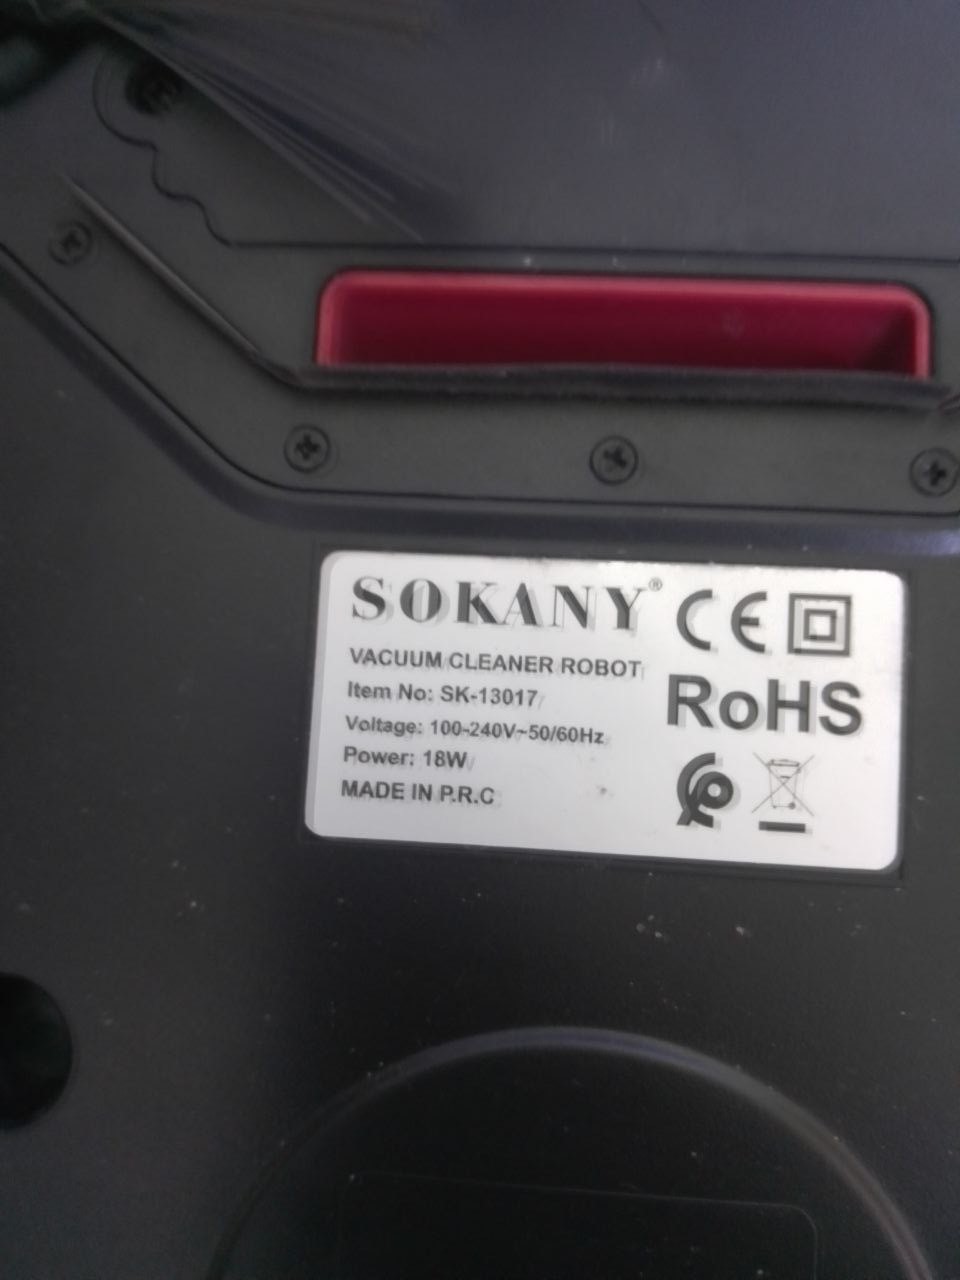 SOKANY®
VACUUM CLEANER ROBOT
Item No: SK-13017
Voltage: 100-240V~50/60Hz
Power: 18W
MADE IN P.R.C
CE
RoHS